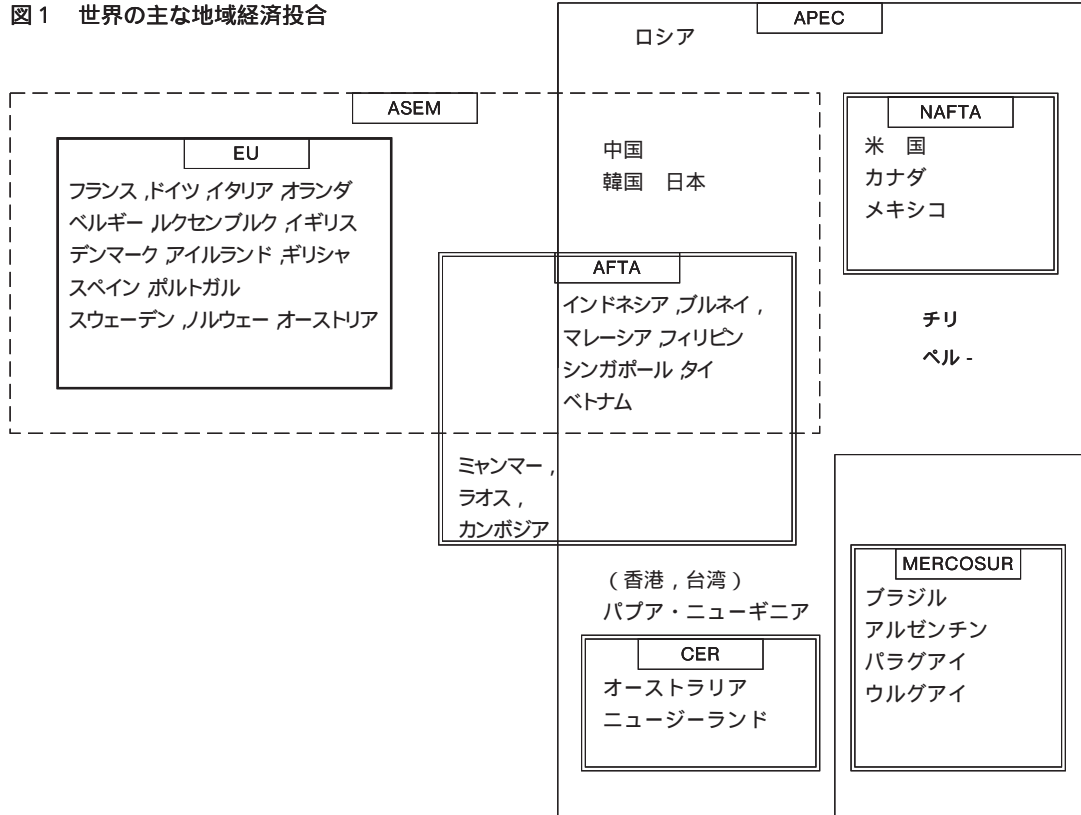 図1 世界の主な地域経済投合
APEC
ロシア
ASEM
EU
フランス,ドイツ,イタリア,オランダ
ベルギー,ルクセンブルク,イギリス
デンマーク,アイルランド,ギリシャ
スペイン,ポルトガル
スウェーデン,ノルウェー,オーストリア
中国
韓国 日本
NAFTA
米 国
カナダ
メキシコ
AFTA
インドネシア,ブルネイ,
マレーシア,フィリピン
シンガポール,タイ
ベトナム
チリ
ペル-
ミャンマー,
ラオス,
カンボジア
(香港,台湾)
パプア・ニューギニア
CER
オーストラリア
ニュージーランド
MERCOSUR
ブラジル
アルゼンチン
パラグアイ
ウルグアイ